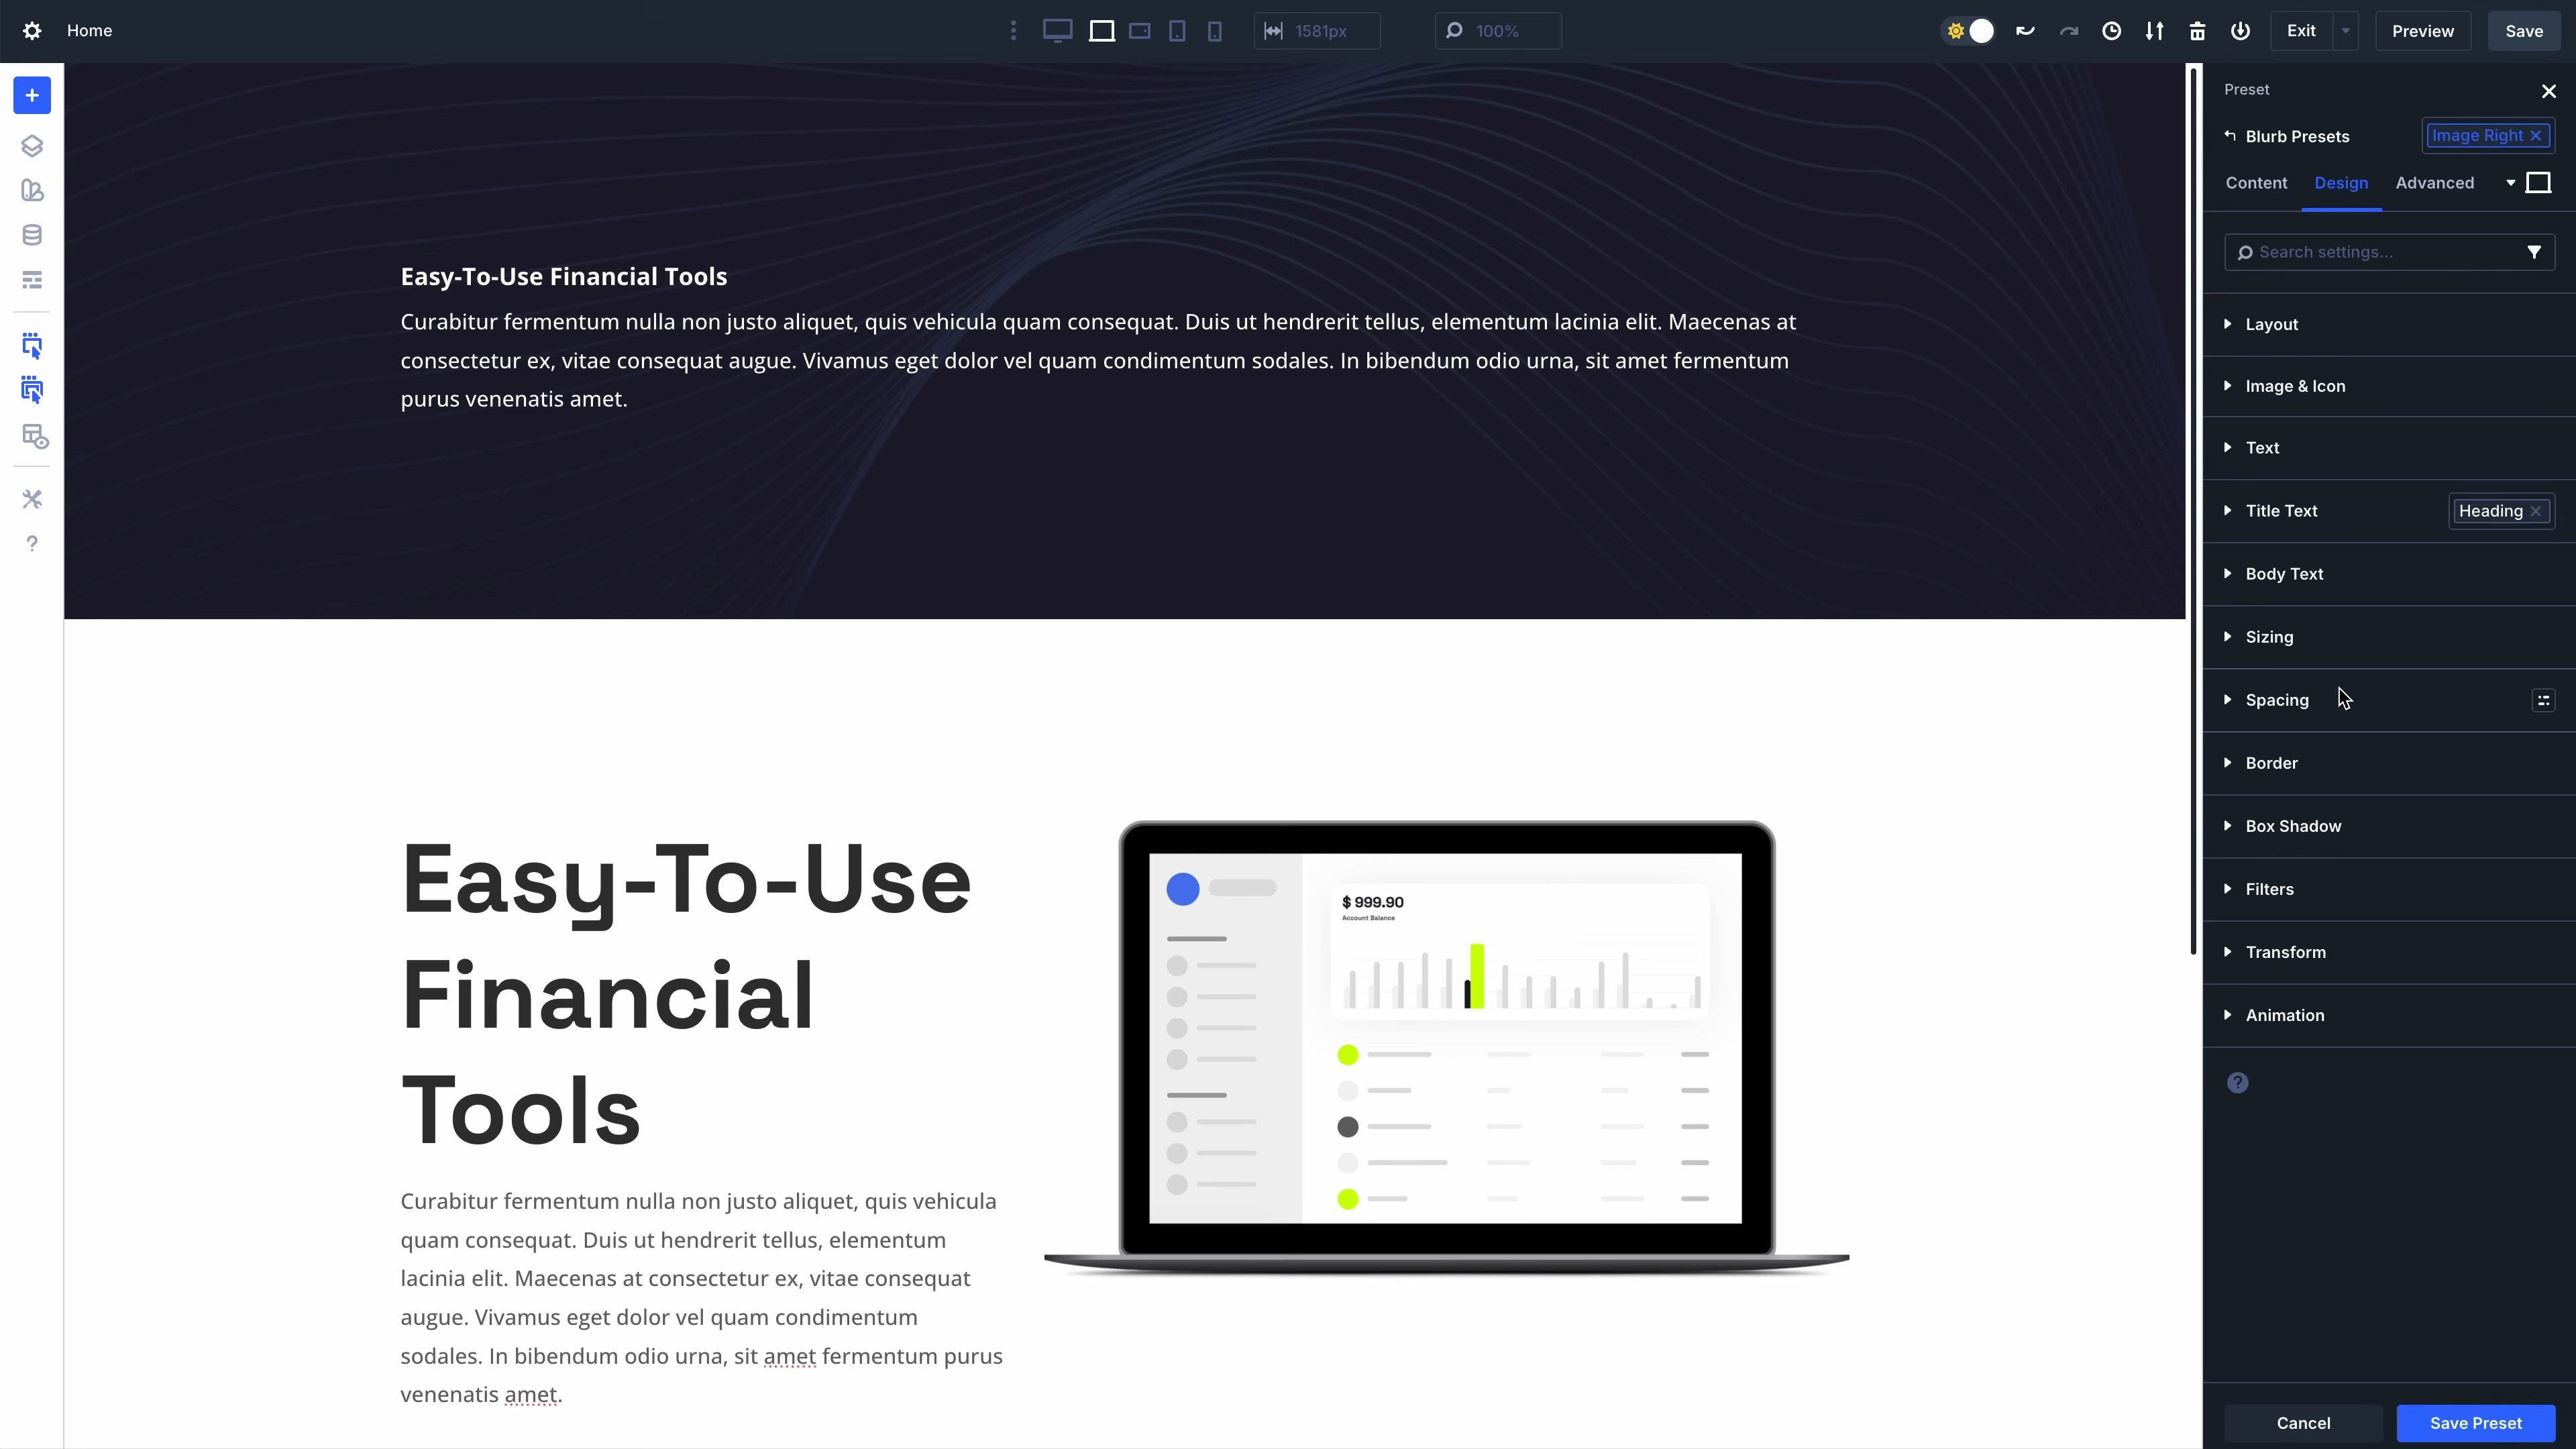 Home
1581px
100%
Exit
Preview
Save
Easy-To-Use Financial Tools
Curabitur fermentum nulla non justo aliquet, quis vehicula quam consequat. Duis ut hendrerit tellus, elementum lacinia elit. Maecenas at
consectetur ex, vitae consequat augue. Vivamus eget dolor vel quam condimentum sodales. In bibendum odio urna, sit amet fermentum
purus venenatis amet.
Easy-To-Use
Financial
Tools
Curabitur fermentum nulla non justo aliquet, quis vehicula
quam consequat. Duis ut hendrerit tellus, elementum
lacinia elit. Maecenas at consectetur ex, vitae consequat
augue. Vivamus eget dolor vel quam condimentum
sodales. In bibendum odio urna, sit amet fermentum purus
venenatis amet.
$ 999.90
Account Balance
Preset
Blurb Presets
Image Right
Content
Design
Advanced
Search settings...
Layout
Image & Icon
Text
Title Text
Heading
Body Text
Sizing
Spacing
Border
Box Shadow
Filters
Transform
Animation
Cancel
Save Preset